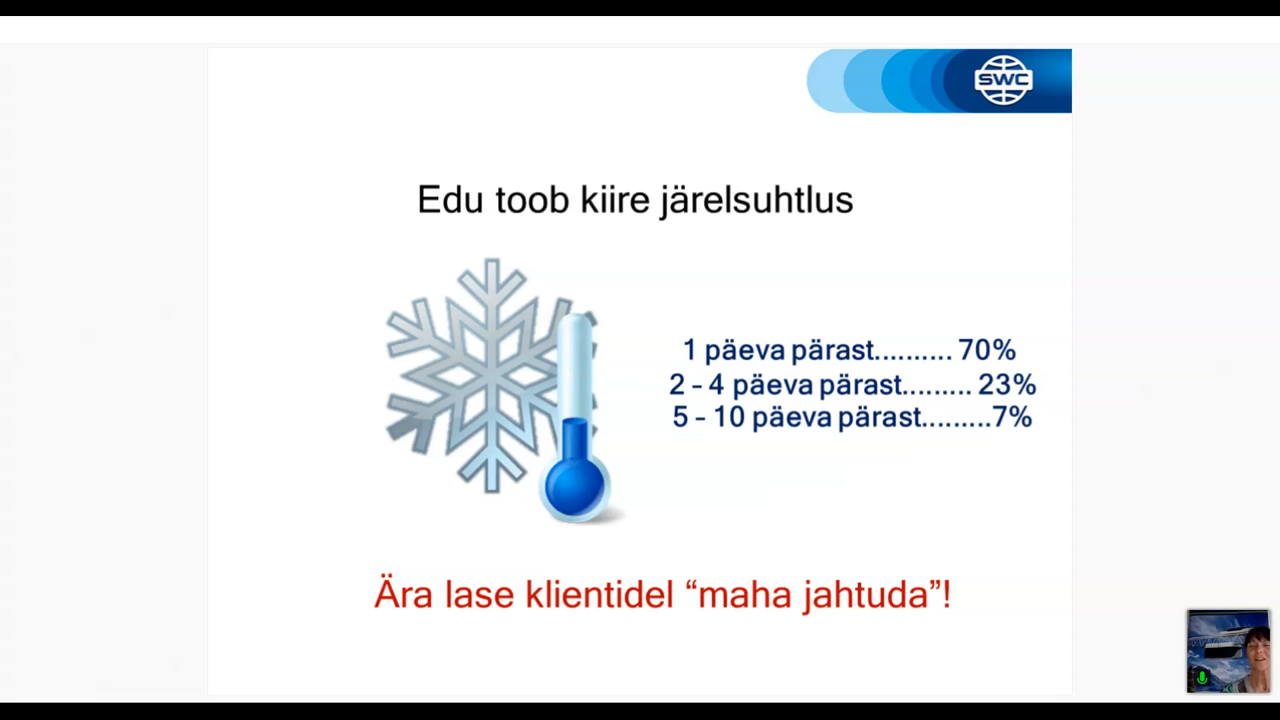 SWC
Edu toob kiire järelsuhtlus
1 päeva pärast.......... 70%
2 - 4 päeva pärast......... 23%
5 - 10 päeva pärast.........7%
Ära lase klientidel “maha jahtuda”!